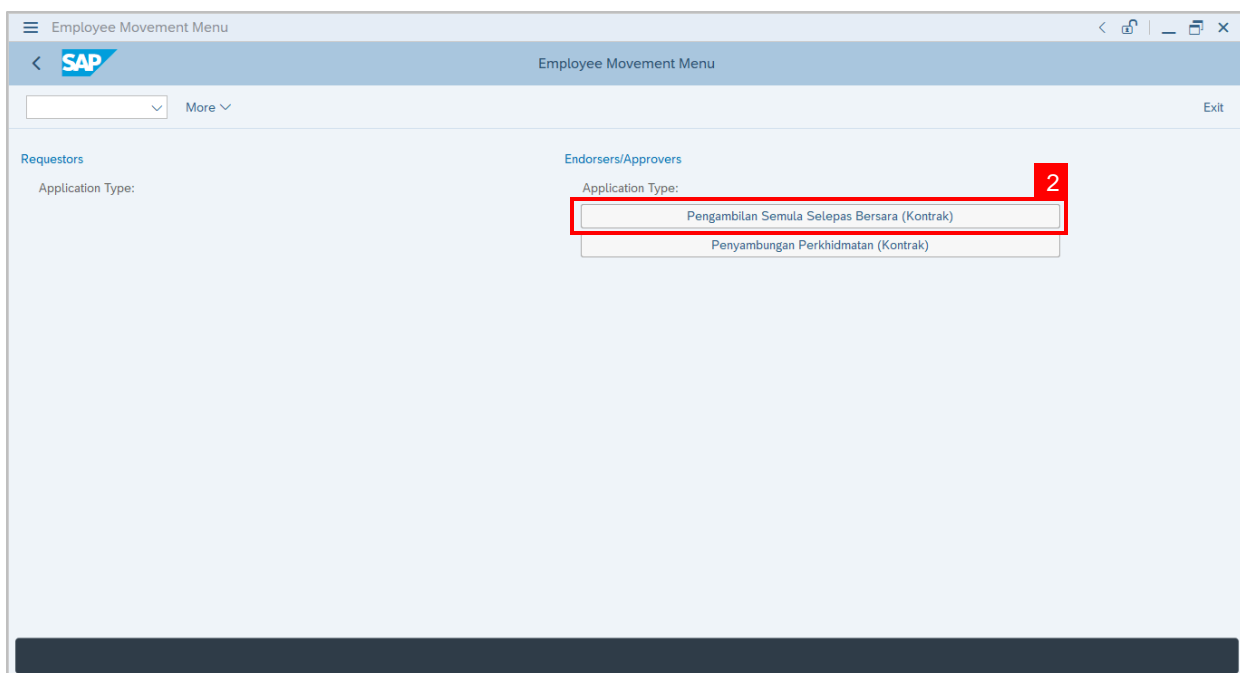 Employee Movement Menu
SAP
Employee Movement Menu
More
Exit
Requestors
Application Type:
Endorsers/Approvers
Application Type:
2
Pengambilan Semula Selepas Bersara (Kontrak)
Penyambungan Perkhidmatan (Kontrak)